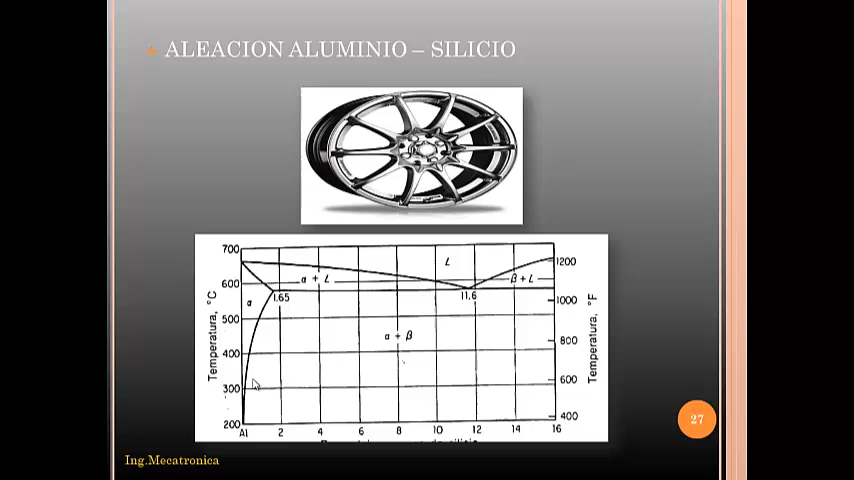 ALEACION ALUMINIO – SILICIO
700
600
500
400
300
200
Temperatura, °C
L
α + L
β + L
α
1.65
11.6
α + β
1200
1000
800
600
400
Temperatura, °F
Al 2 4 6 8 10 12 14 16
27
Ing.Mecatronica